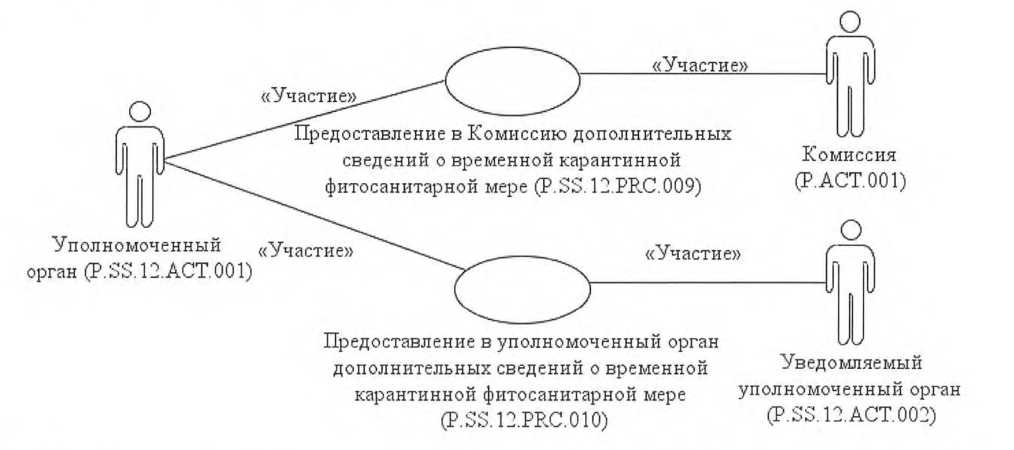 «Участие»
«Участие»
Предоставление в Комиссию дополнительных
сведений о временной карантинной
фитосанитарной мере (P.SS.12.PRC.009)
Комиссия
(P.ACT.001)
Уполномоченный
орган (P.SS.12.ACT.001)
«Участие»
«Участие»
Предоставление в уполномоченный орган
дополнительных сведений о временной
карантинной фитосанитарной мере
(P.SS.12.PRC.010)
Уведомляемый
уполномоченный орган
(P.SS.12.ACT.002)